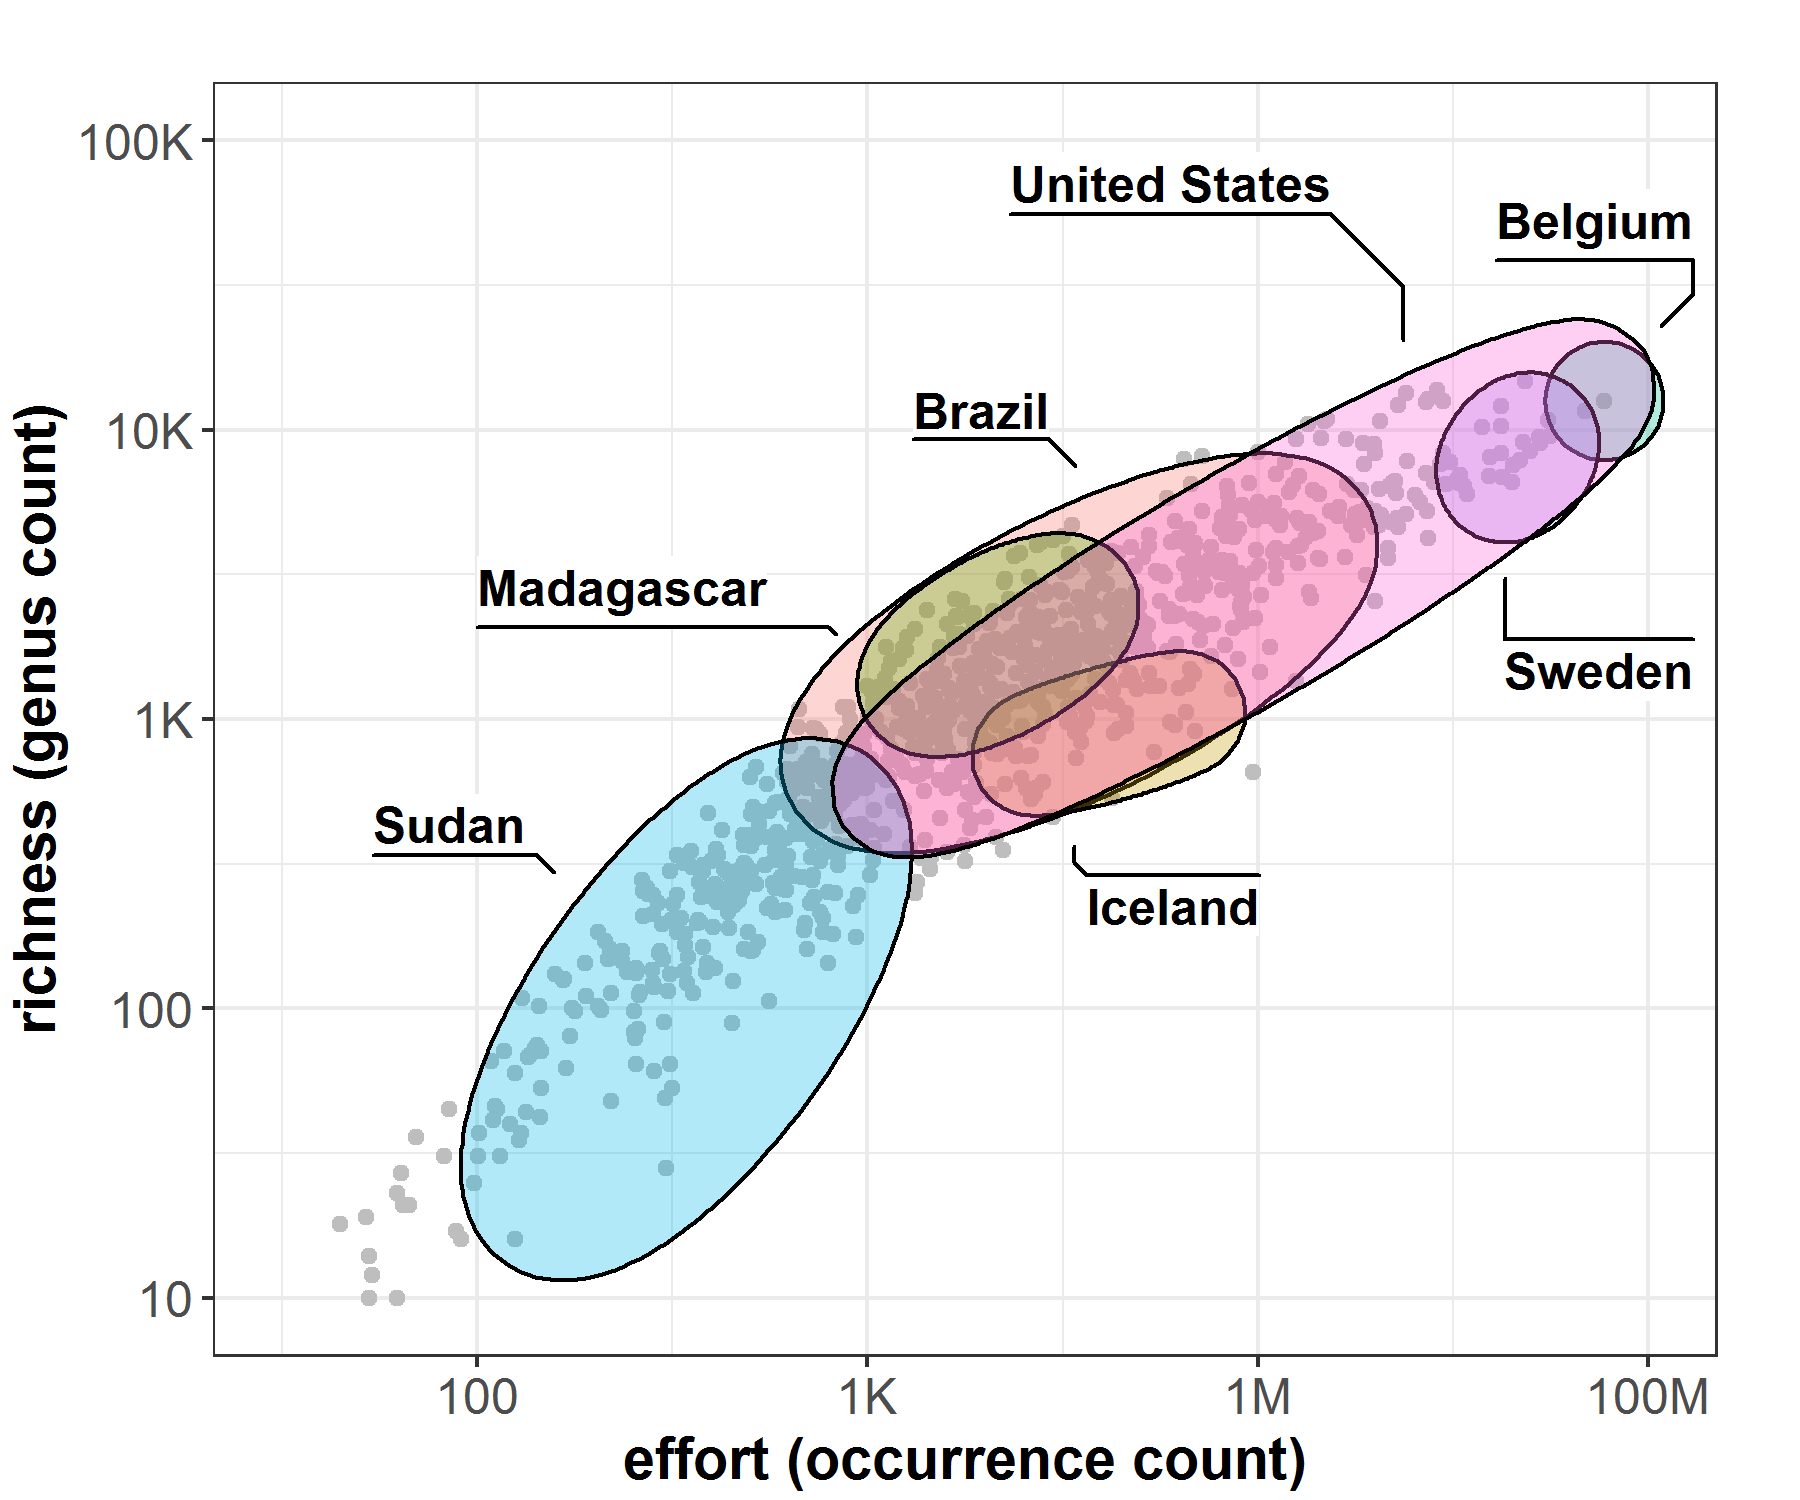 100K
10K
1K
100
10
richness (genus count)
United States
Belgium
Brazil
Madagascar
Sweden
Sudan
Iceland
100
1K
1M
100M
effort (occurrence count)